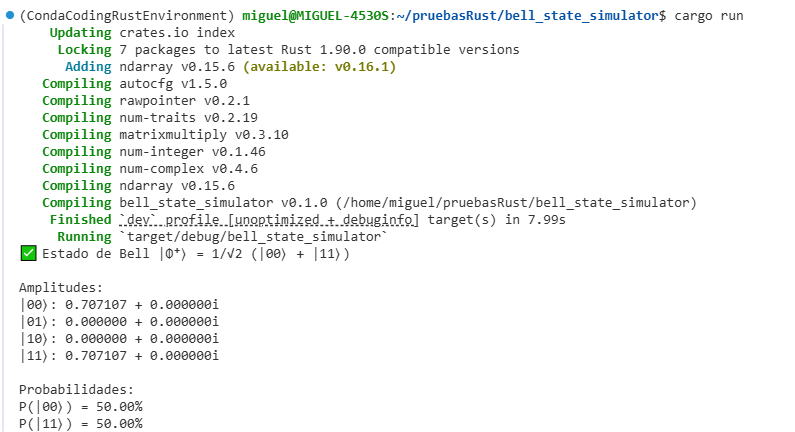 (CondaCodingRustEnvironment) miguel@MIGUEL-4530S:~/pruebasRust/bell_state_simulator$ cargo run
Updating crates.io index
Locking 7 packages to latest Rust 1.90.0 compatible versions
Adding ndarray v0.15.6 (available: v0.16.1)
Compiling autocfg v1.5.0
Compiling rawpointer v0.2.1
Compiling num-traits v0.2.19
Compiling matrixmultiply v0.3.10
Compiling num-integer v0.1.46
Compiling num-complex v0.4.6
Compiling ndarray v0.15.6
Compiling bell_state_simulator v0.1.0 (/home/miguel/pruebasRust/bell_state_simulator)
Finished `dev` profile [unoptimized + debuginfo] target(s) in 7.99s
Running `target/debug/bell_state_simulator`
✅ Estado de Bell |Φ⁺⟩ = 1/√2 (|00⟩ + |11⟩)

Amplitudes:
|00⟩: 0.707107 + 0.000000i
|01⟩: 0.000000 + 0.000000i
|10⟩: 0.000000 + 0.000000i
|11⟩: 0.707107 + 0.000000i

Probabilidades:
P(|00⟩) = 50.00%
P(|11⟩) = 50.00%